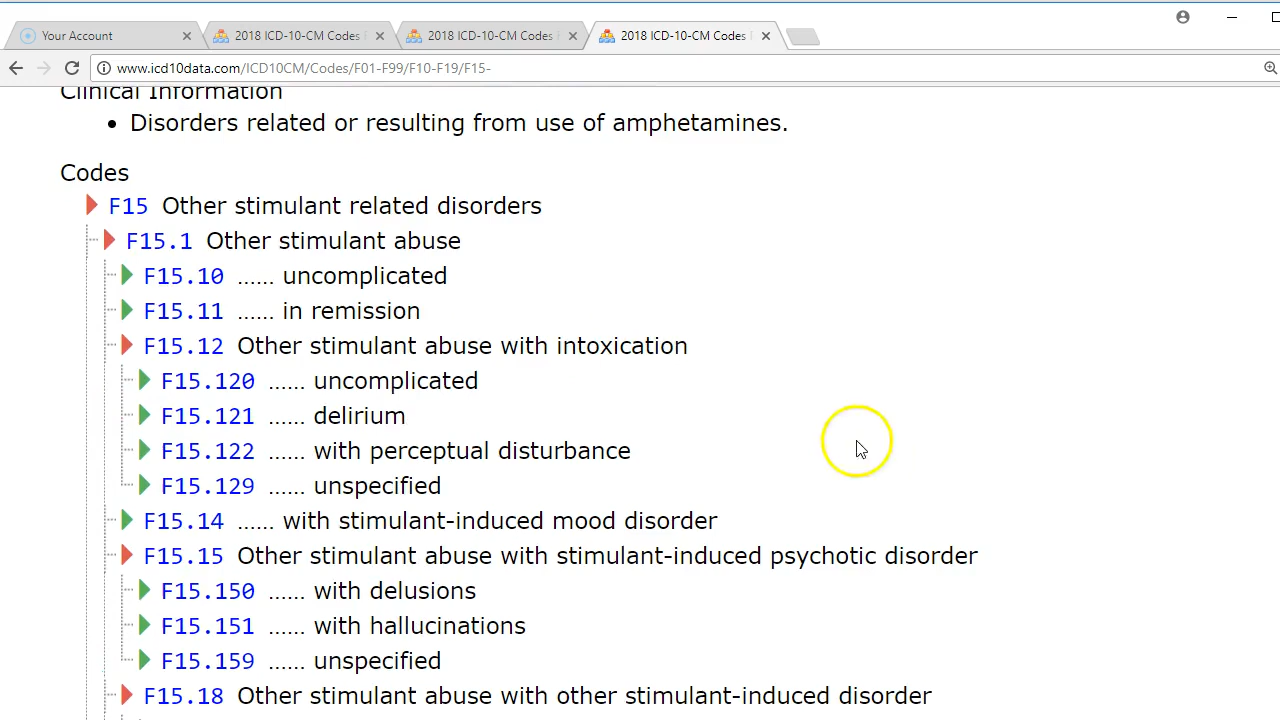 Your Account
2018 ICD-10-CM Codes
2018 ICD-10-CM Codes
2018 ICD-10-CM Codes
www.icd10data.com/ICD10CM/Codes/F01-F99/F10-F19/F15-
Clinical Information
• Disorders related or resulting from use of amphetamines.
Codes
F15 Other stimulant related disorders
F15.1 Other stimulant abuse
F15.10 ...... uncomplicated
F15.11 ...... in remission
F15.12 Other stimulant abuse with intoxication
F15.120 ...... uncomplicated
F15.121 ...... delirium
F15.122 ...... with perceptual disturbance
F15.129 ...... unspecified
F15.14 ...... with stimulant-induced mood disorder
F15.15 Other stimulant abuse with stimulant-induced psychotic disorder
F15.150 ...... with delusions
F15.151 ...... with hallucinations
F15.159 ...... unspecified
F15.18 Other stimulant abuse with other stimulant-induced disorder